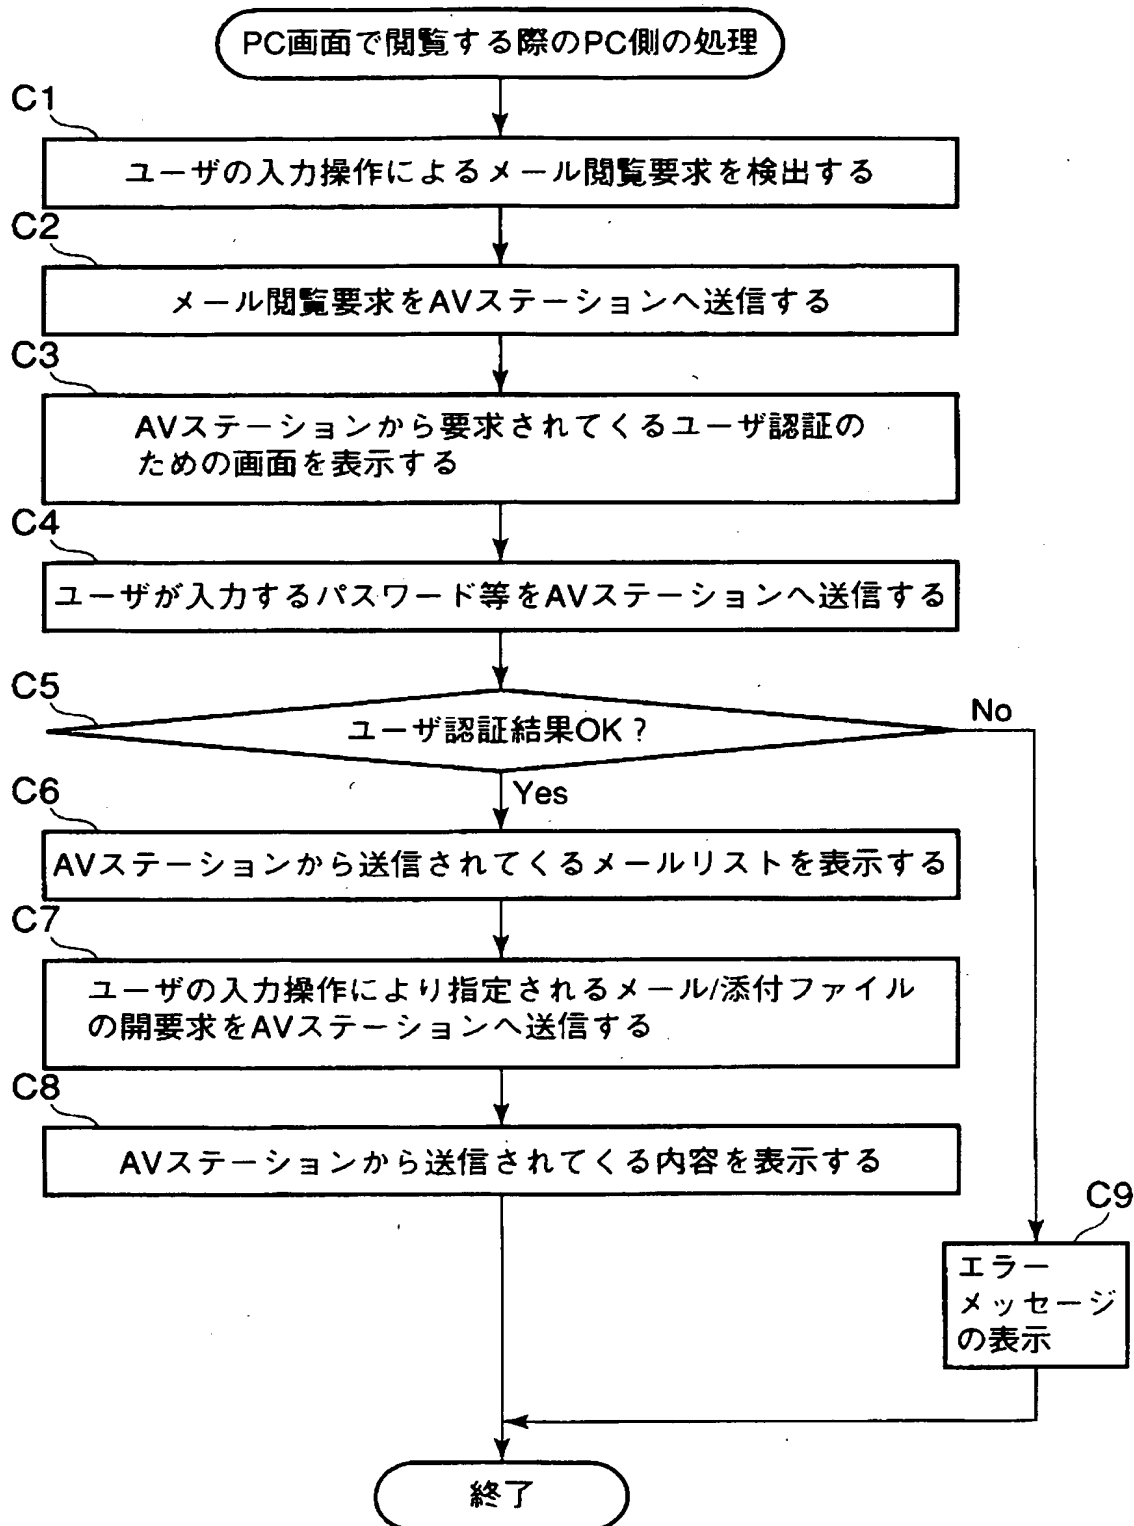 PC画面で閲覧する際のPC側の処理
C1
ユーザの入力操作によるメール閲覧要求を検出する
C2
メール閲覧要求をAVステーションへ送信する
C3
AVステーションから要求されてくるユーザ認証の
ための画面を表示する
C4
ユーザが入力するパスワード等をAVステーションへ送信する
C5
ユーザ認証結果OK？
No
Yes
C6
AVステーションから送信されてくるメールリストを表示する
C7
ユーザの入力操作により指定されるメール/添付ファイル
の開要求をAVステーションへ送信する
C8
AVステーションから送信されてくる内容を表示する
C9
エラー
メッセージ
の表示
終了